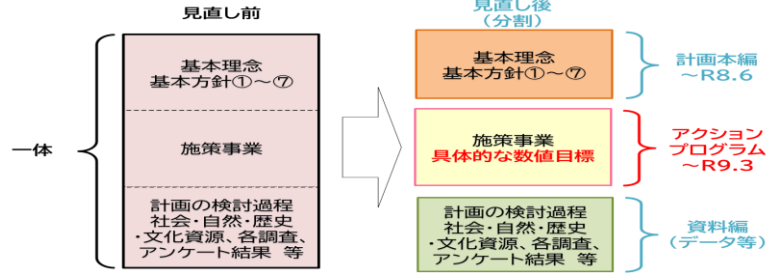 見直し前
一体
基本理念
基本方針①～⑦
施策事業
計画の検討過程
社会・自然・歴史
・文化資源、各調査、
アンケート結果 等
見直し後
（分割）
基本理念
基本方針①～⑦
計画本編
～R8.6
施策事業
具体的な数値目標
アクション
プログラム
～R9.3
計画の検討過程
社会・自然・歴史
・文化資源、各調査、
アンケート結果 等
資料編
（データ等）